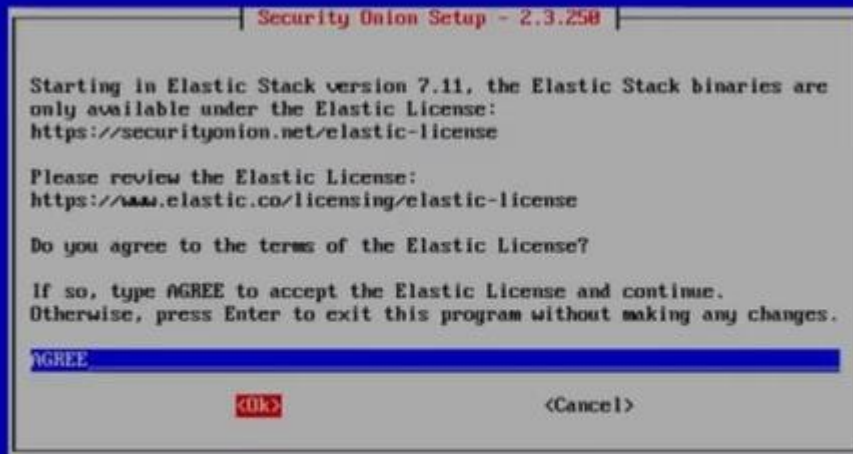 Security Onion Setup - 2.3.250
Starting in Elastic Stack version 7.11, the Elastic Stack binaries are
only available under the Elastic License:
https://securityonion.net/elastic-license
Please review the Elastic License:
https://www.elastic.co/licensing/elastic-license
Do you agree to the terms of the Elastic License?
If so, type AGREE to accept the Elastic License and continue.
Otherwise, press Enter to exit this program without making any changes.
AGREE
<Ok> <Cancel>